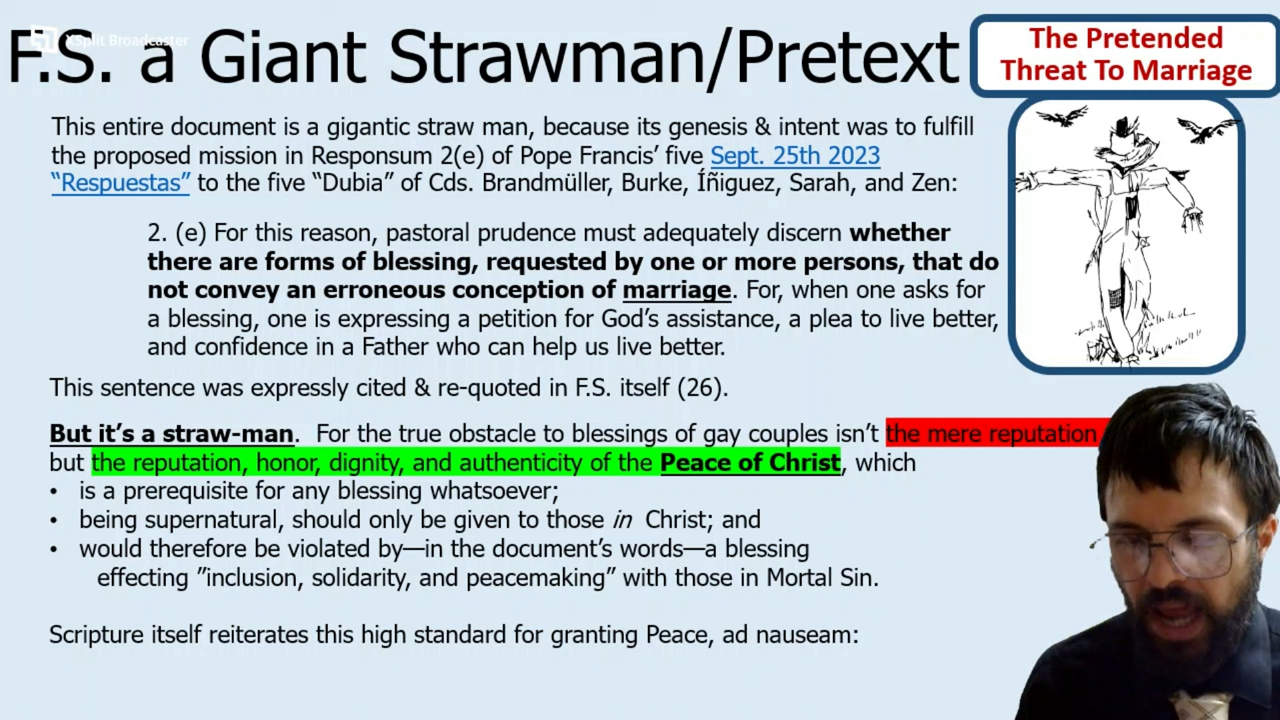 XSplit Broadcaster
F.S. a Giant Strawman/Pretext
The Pretended
Threat To Marriage
This entire document is a gigantic straw man, because its genesis & intent was to fulfill
the proposed mission in Responsum 2(e) of Pope Francis’ five Sept. 25th 2023
“Respuestas” to the five “Dubia” of Cds. Brandmüller, Burke, Íñiguez, Sarah, and Zen:
2. (e) For this reason, pastoral prudence must adequately discern whether
there are forms of blessing, requested by one or more persons, that do
not convey an erroneous conception of marriage. For, when one asks for
a blessing, one is expressing a petition for God’s assistance, a plea to live better,
and confidence in a Father who can help us live better.
This sentence was expressly cited & re-quoted in F.S. itself (26).
But it’s a straw-man. For the true obstacle to blessings of gay couples isn’t the mere reputation
but the reputation, honor, dignity, and authenticity of the Peace of Christ, which
• is a prerequisite for any blessing whatsoever;
• being supernatural, should only be given to those in Christ; and
• would therefore be violated by—in the document’s words—a blessing
effecting ”inclusion, solidarity, and peacemaking” with those in Mortal Sin.
Scripture itself reiterates this high standard for granting Peace, ad nauseam: